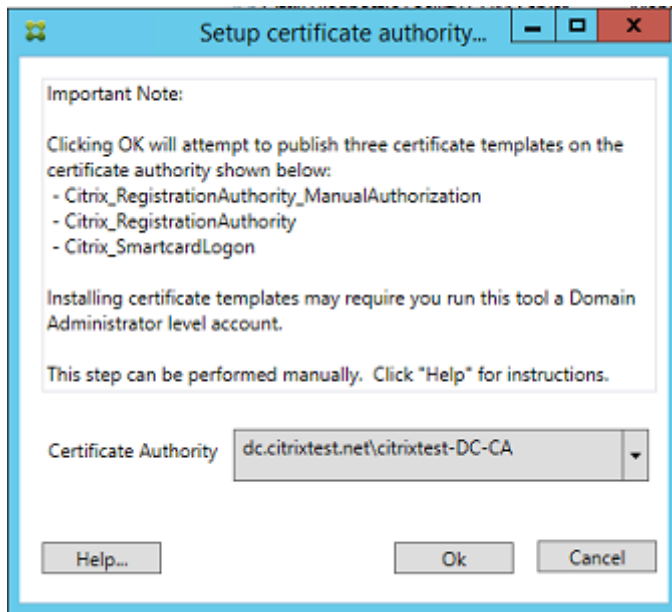 Setup certificate authority...
Important Note:
Clicking OK will attempt to publish three certificate templates on the
certificate authority shown below:
- Citrix_RegistrationAuthority_ManualAuthorization
- Citrix_RegistrationAuthority
- Citrix_SmartcardLogon
Installing certificate templates may require you run this tool a Domain
Administrator level account.
This step can be performed manually.  Click "Help" for instructions.
Certificate Authority
dc.citrixtest.net\citrixtest-DC-CA
Help...
Ok
Cancel